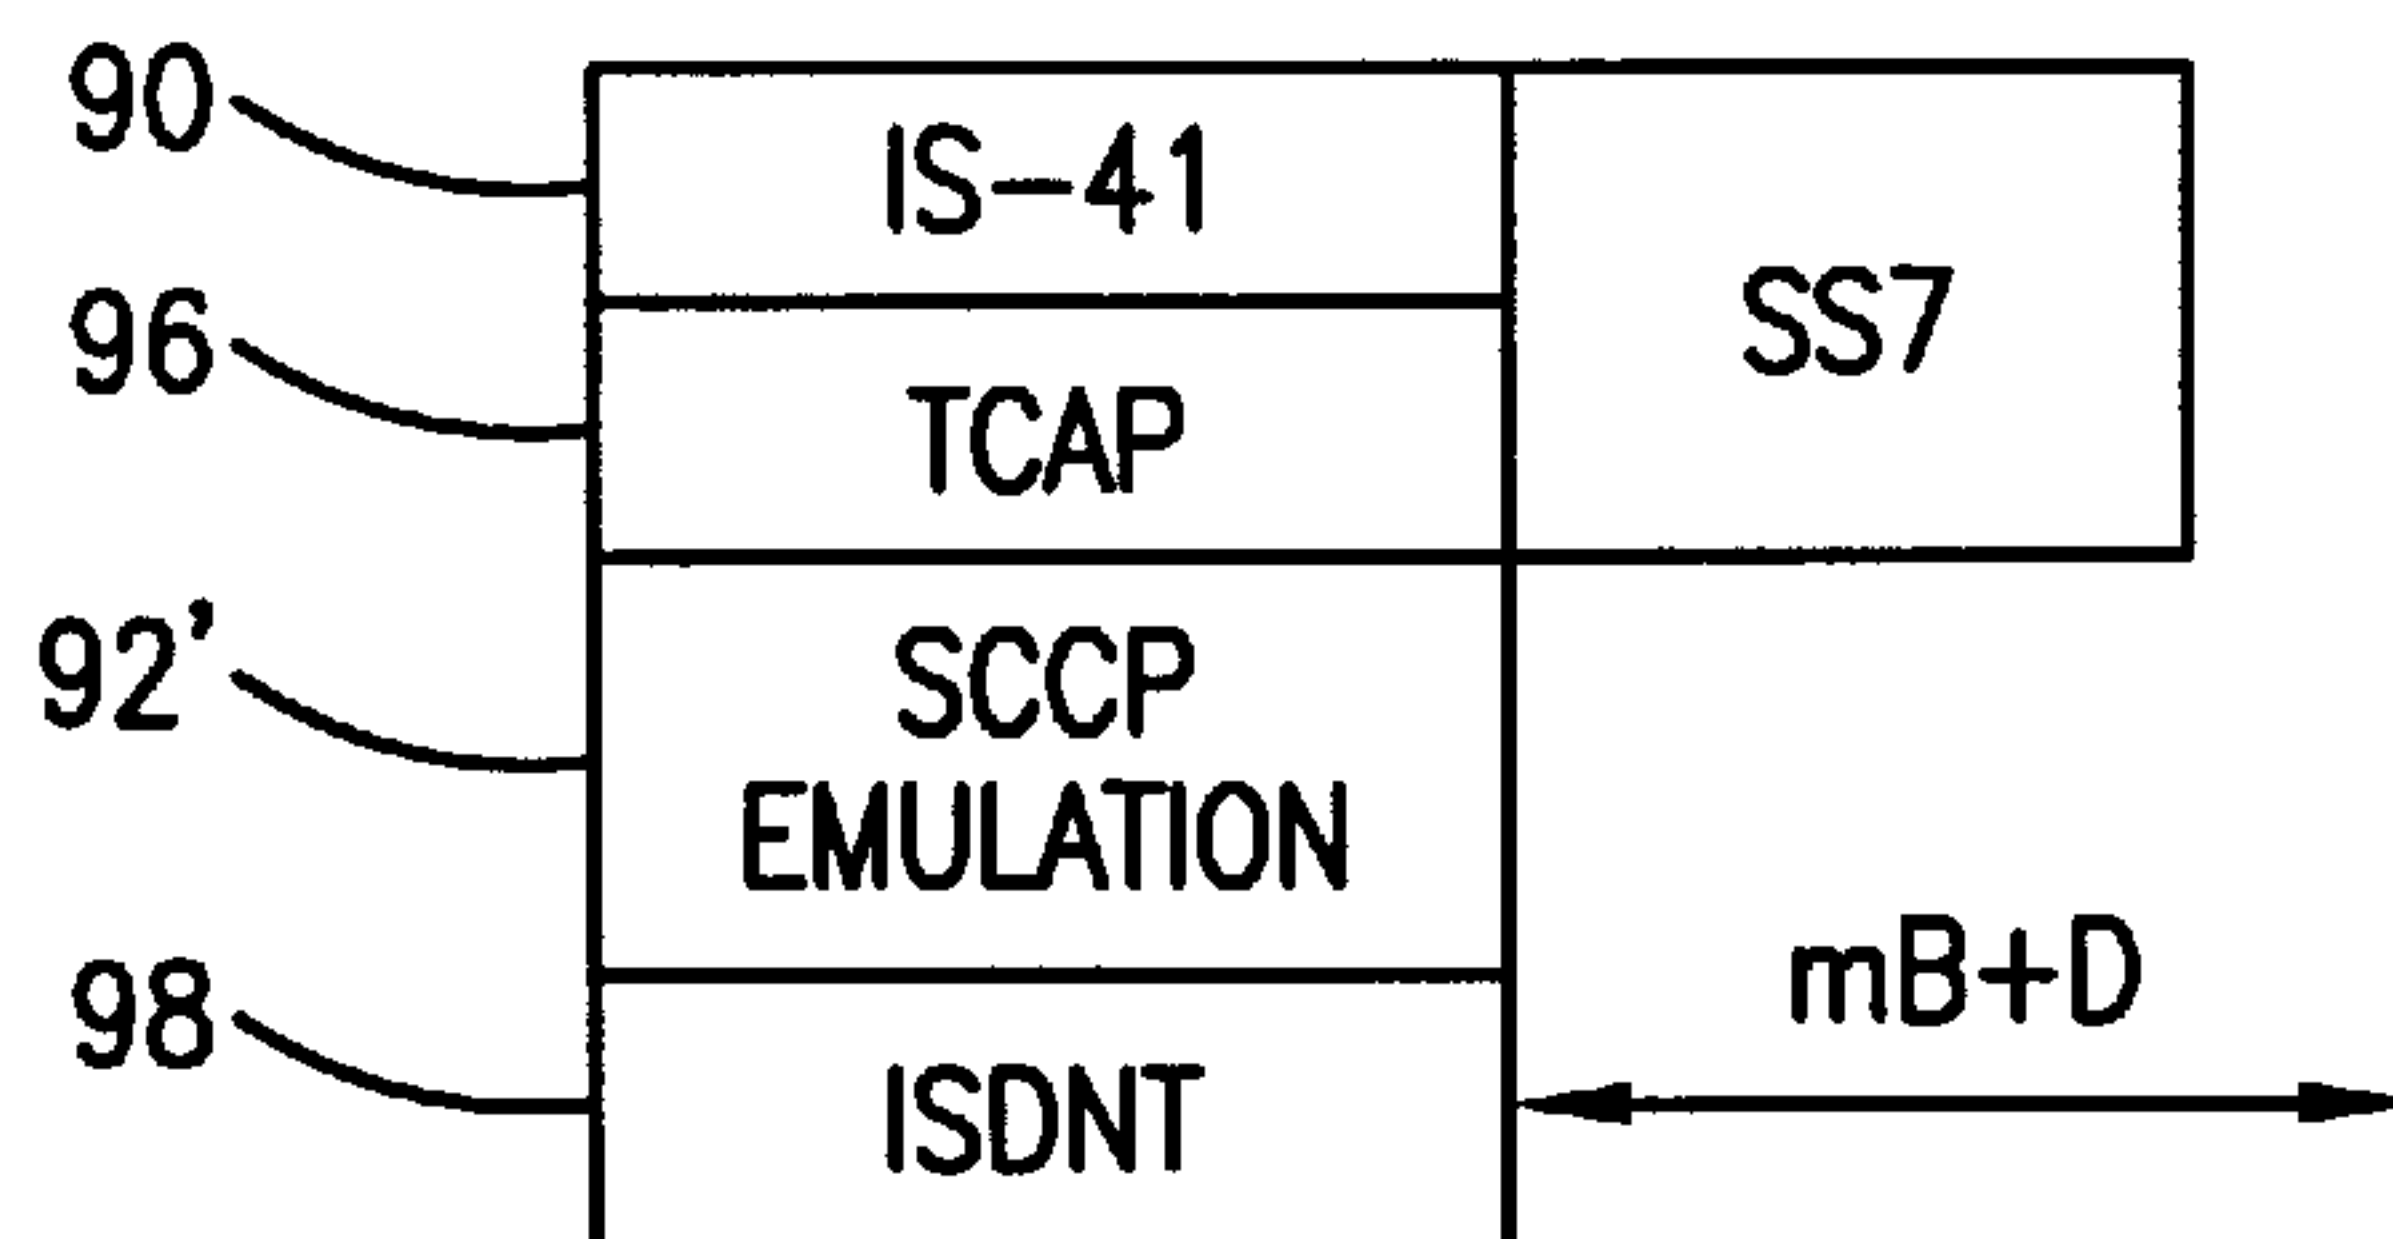 90
IS-41
SS7
96
TCAP
92'
SCCP
EMULATION
mB+D
98
ISDNT